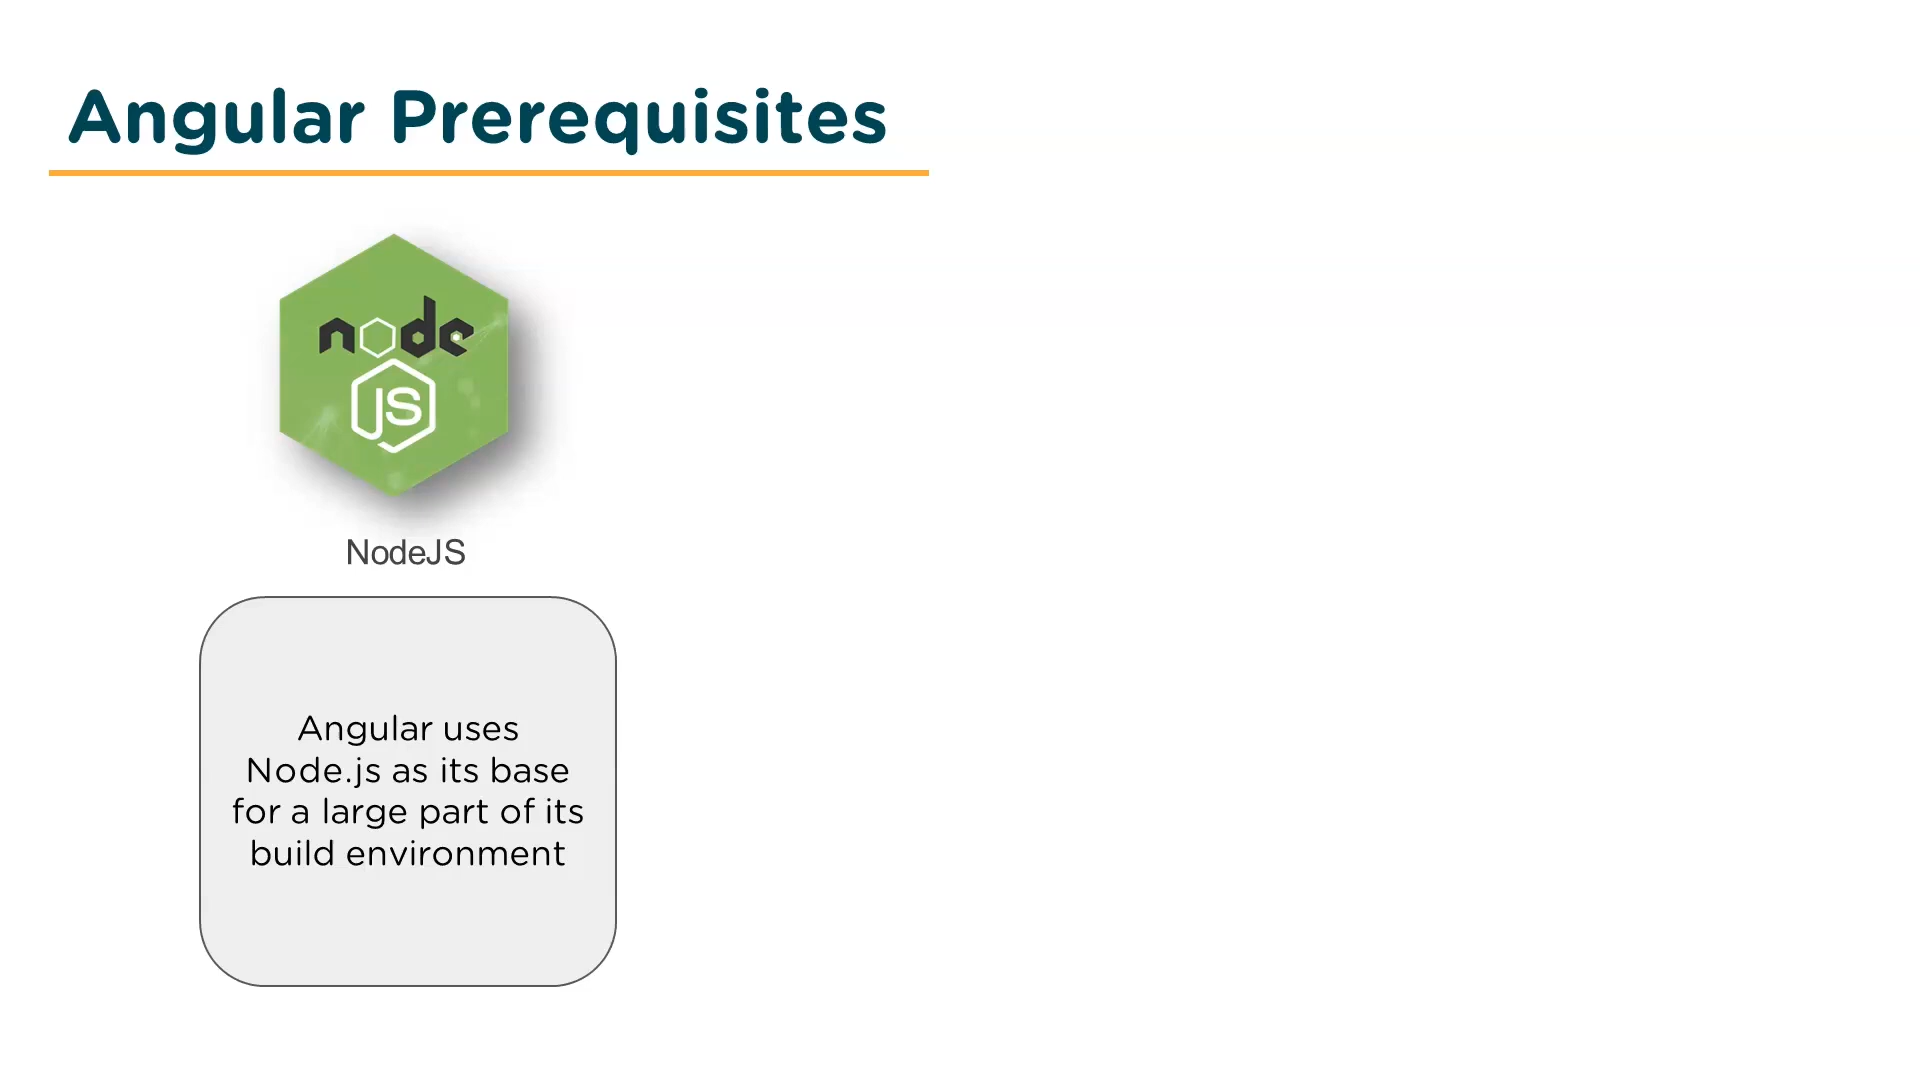 Angular Prerequisites
node
JS
NodeJS
Angular uses
Node.js as its base
for a large part of its
build environment